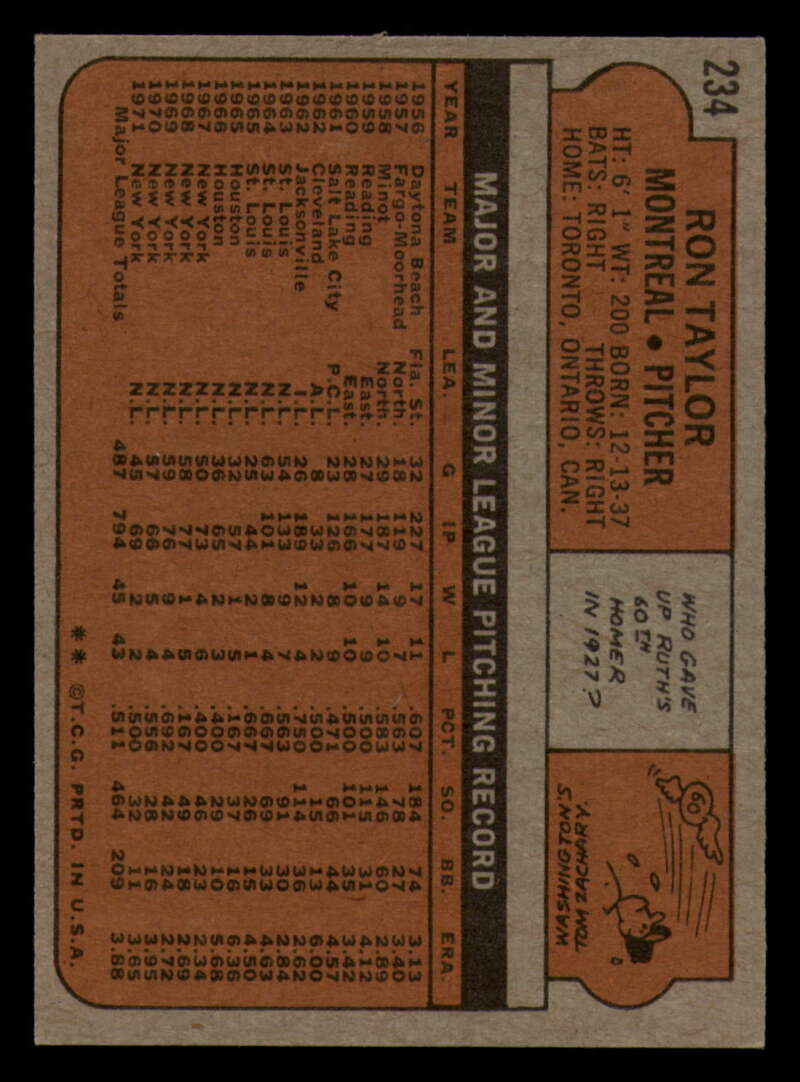 234
RON TAYLOR
MONTREAL • PITCHER
HT: 6' 1" WT: 200 BORN: 12-13-37
BATS: RIGHT THROWS: RIGHT
HOME: TORONTO, ONTARIO, CAN.
WHO GAVE
UP RUTH'S
60TH
HOMER
IN 1927?
60
WASHINGTON'S
TOM ZACHARY.
MAJOR AND MINOR LEAGUE PITCHING RECORD
YEAR TEAM LEA. G IP W L PCT. SO. BB. ERA.
1956 Daytona Beach Fla. St. 32 227 17 11 .607 184 74 3.13
1957 Fargo-Moorhead North. 18 119 9 7 .563 78 27 3.40
1958 Minot North. 29 187 14 10 .583 146 60 2.89
1959 Reading East. 27 177 9 9 .500 115 31 4.12
1960 Reading East. 28 166 10 10 .500 101 35 3.42
1961 Salt Lake City P.C.L. 23 126 8 9 .471 66 44 4.57
1962 Cleveland A.L. 8 33 2 2 .500 15 13 6.00
1962 Jacksonville I.L. 26 189 12 4 .750 114 36 2.62
1963 St. Louis N.L. 54 133 9 7 .563 91 30 2.84
1964 St. Louis N.L. 63 101 8 4 .667 69 33 4.63
1965 St. Louis N.L. 25 44 2 1 .667 26 15 4.50
1965 Houston N.L. 32 57 1 5 .167 37 16 6.36
1966 Houston N.L. 36 65 2 3 .400 29 10 5.68
1967 New York N.L. 50 73 4 6 .400 46 23 2.34
1968 New York N.L. 58 77 1 5 .167 49 18 2.69
1969 New York N.L. 59 76 9 4 .692 42 24 2.72
1970 New York N.L. 57 66 5 4 .556 28 16 3.95
1971 New York N.L. 45 69 2 2 .500 32 11 3.65
Major League Totals 487 794 45 43 .511 464 209 3.88
** ©T.C.G. PRTD. IN U.S.A.